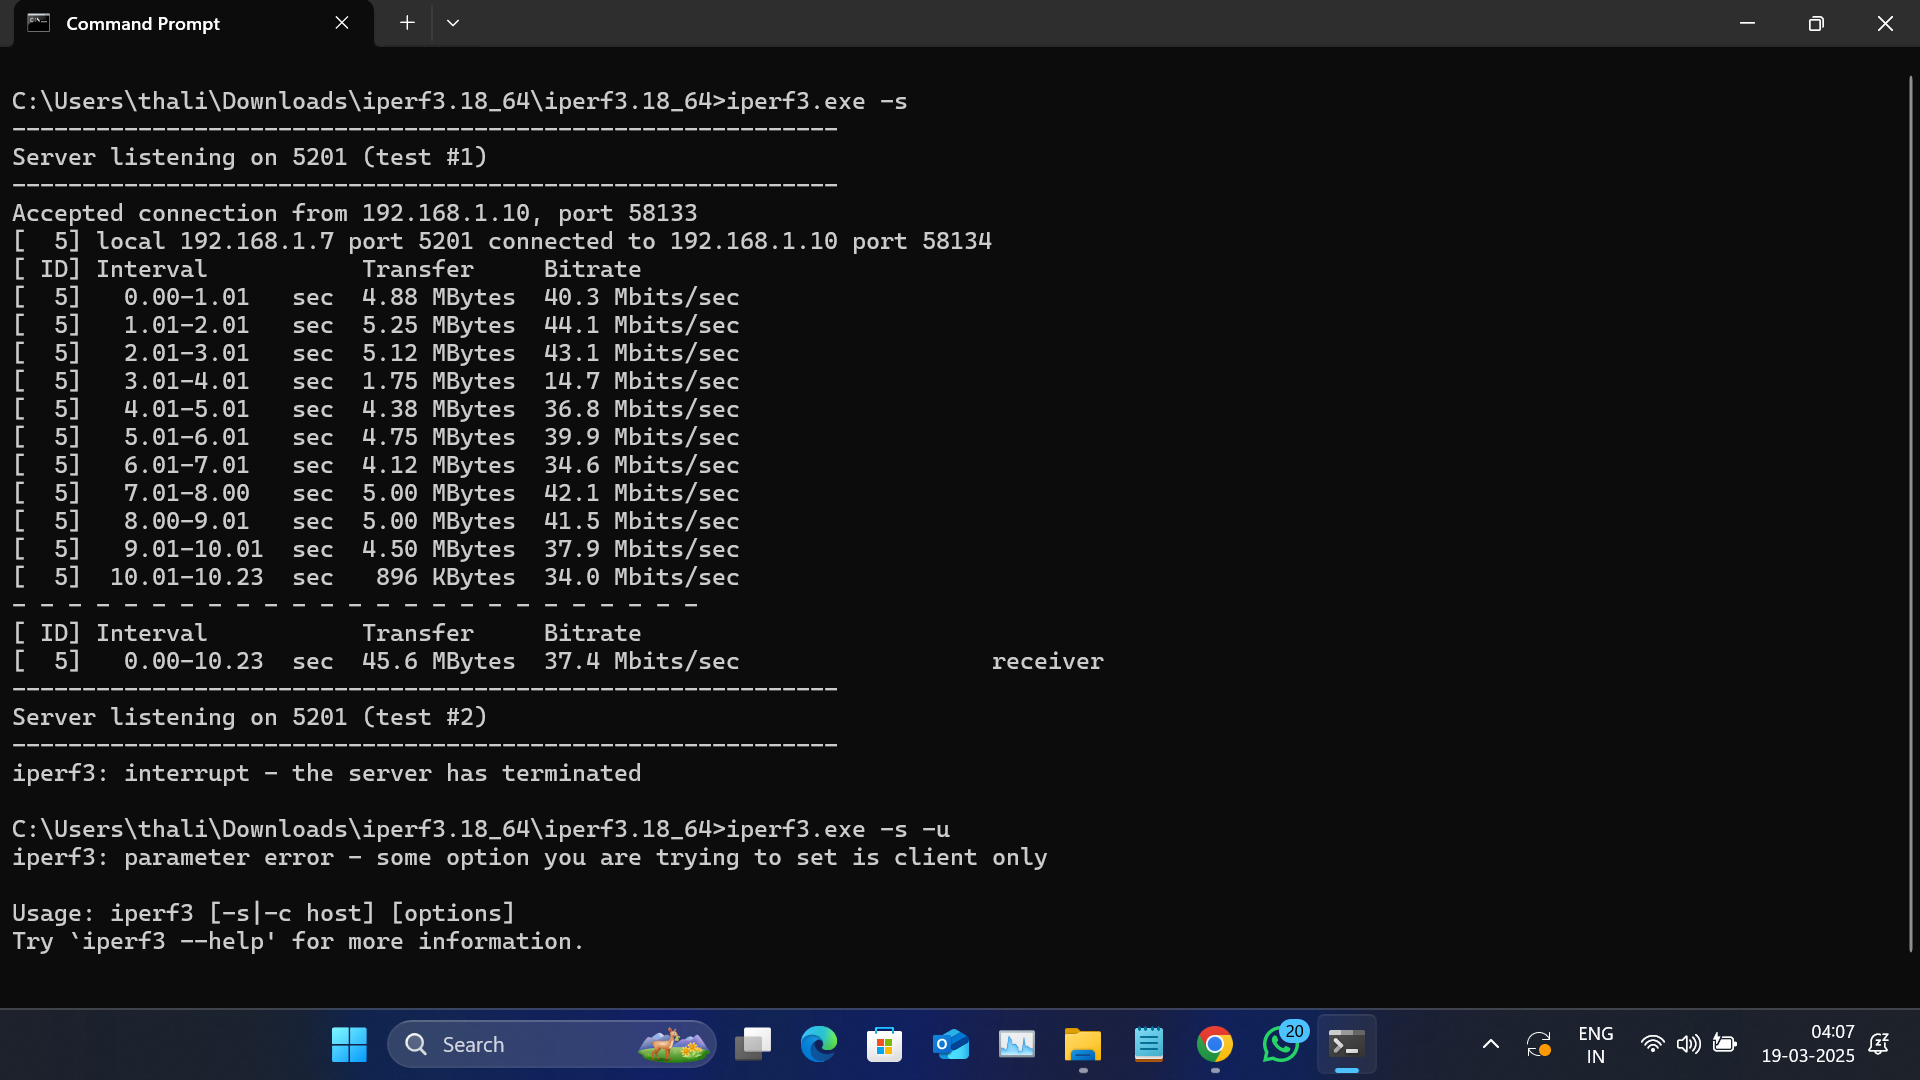 Command Prompt
C:\Users\thali\Downloads\iperf3.18_64\iperf3.18_64>iperf3.exe -s
-----------------------------------------------------------
Server listening on 5201 (test #1)
-----------------------------------------------------------
Accepted connection from 192.168.1.10, port 58133
[  5] local 192.168.1.7 port 5201 connected to 192.168.1.10 port 58134
[ ID] Interval           Transfer     Bitrate
[  5]   0.00-1.01   sec  4.88 MBytes  40.3 Mbits/sec
[  5]   1.01-2.01   sec  5.25 MBytes  44.1 Mbits/sec
[  5]   2.01-3.01   sec  5.12 MBytes  43.1 Mbits/sec
[  5]   3.01-4.01   sec  1.75 MBytes  14.7 Mbits/sec
[  5]   4.01-5.01   sec  4.38 MBytes  36.8 Mbits/sec
[  5]   5.01-6.01   sec  4.75 MBytes  39.9 Mbits/sec
[  5]   6.01-7.01   sec  4.12 MBytes  34.6 Mbits/sec
[  5]   7.01-8.00   sec  5.00 MBytes  42.1 Mbits/sec
[  5]   8.00-9.01   sec  5.00 MBytes  41.5 Mbits/sec
[  5]   9.01-10.01  sec  4.50 MBytes  37.9 Mbits/sec
[  5]  10.01-10.23  sec   896 KBytes  34.0 Mbits/sec
- - - - - - - - - - - - - - - - - - - - - - - - -
[ ID] Interval           Transfer     Bitrate
[  5]   0.00-10.23  sec  45.6 MBytes  37.4 Mbits/sec                  receiver
-----------------------------------------------------------
Server listening on 5201 (test #2)
-----------------------------------------------------------
iperf3: interrupt - the server has terminated
C:\Users\thali\Downloads\iperf3.18_64\iperf3.18_64>iperf3.exe -s -u
iperf3: parameter error - some option you are trying to set is client only
Usage: iperf3 [-s|-c host] [options]
Try `iperf3 --help' for more information.
Search
20
ENG
IN
04:07
19-03-2025